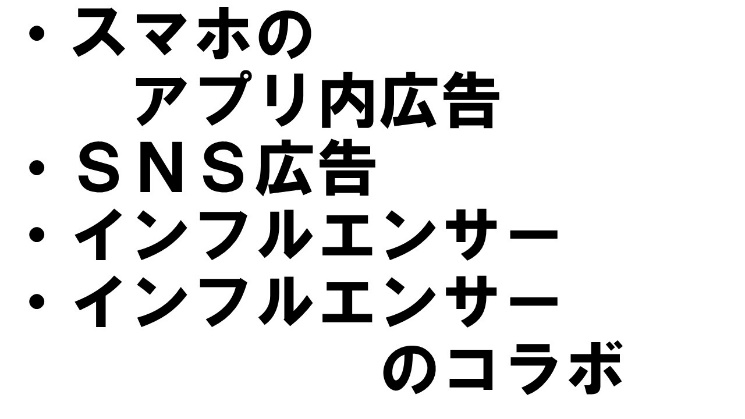 ・スマホの
アプリ内広告
・ＳＮＳ広告
・インフルエンサー
・インフルエンサー
のコラボ